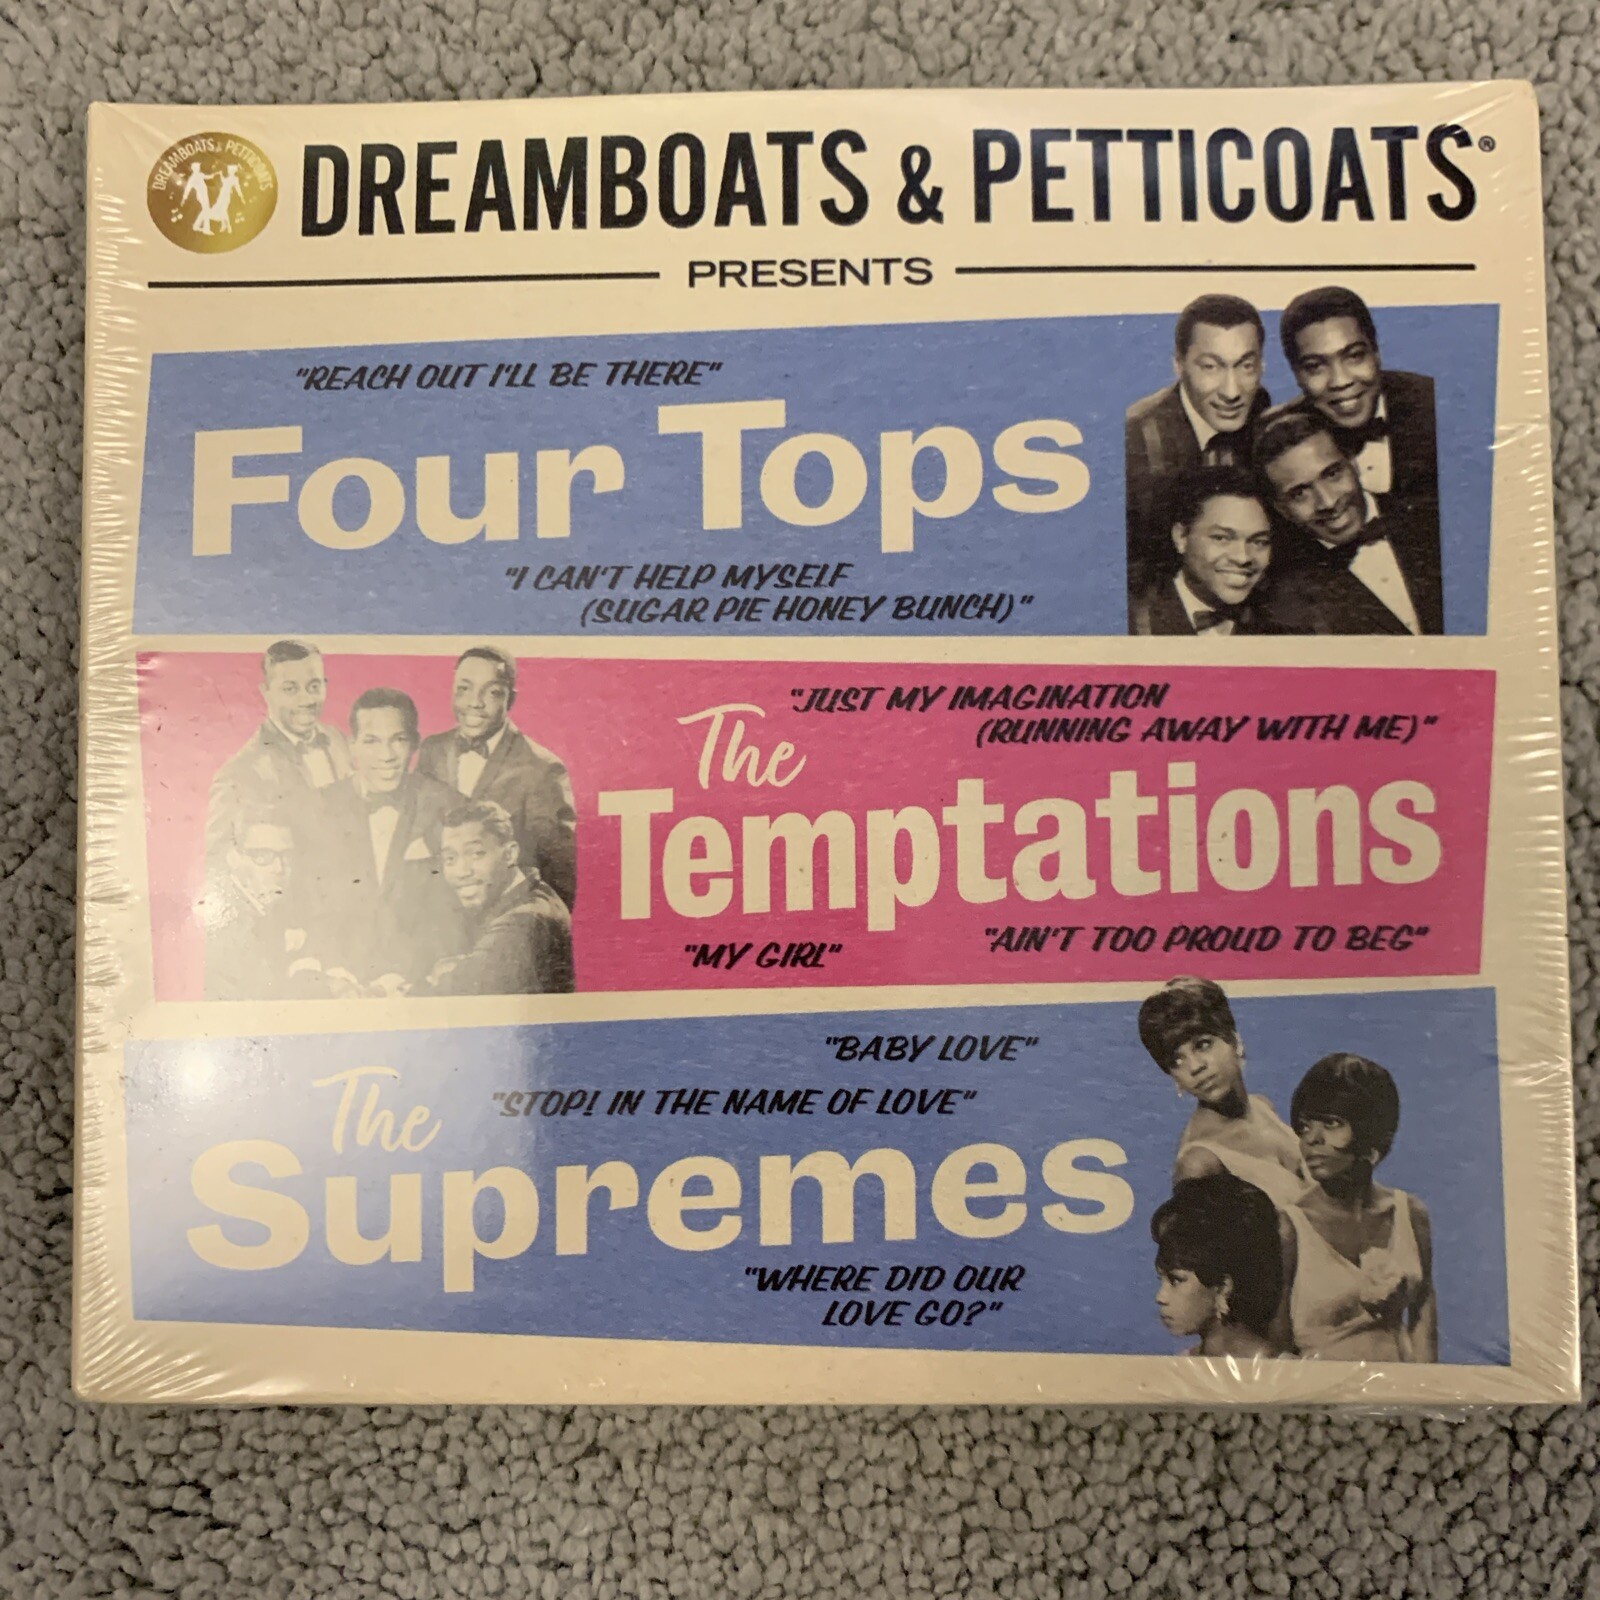 DREAMBOATS & PETTICOATS
DREAMBOATS & PETTICOATS®
PRESENTS
"REACH OUT I'LL BE THERE"
Four Tops
"I CAN'T HELP MYSELF
(SUGAR PIE HONEY BUNCH)"
"JUST MY IMAGINATION
(RUNNING AWAY WITH ME)"
The
Temptations
"MY GIRL"
"AIN'T TOO PROUD TO BEG"
"BABY LOVE"
"STOP! IN THE NAME OF LOVE"
The
Supremes
"WHERE DID OUR
LOVE GO?"